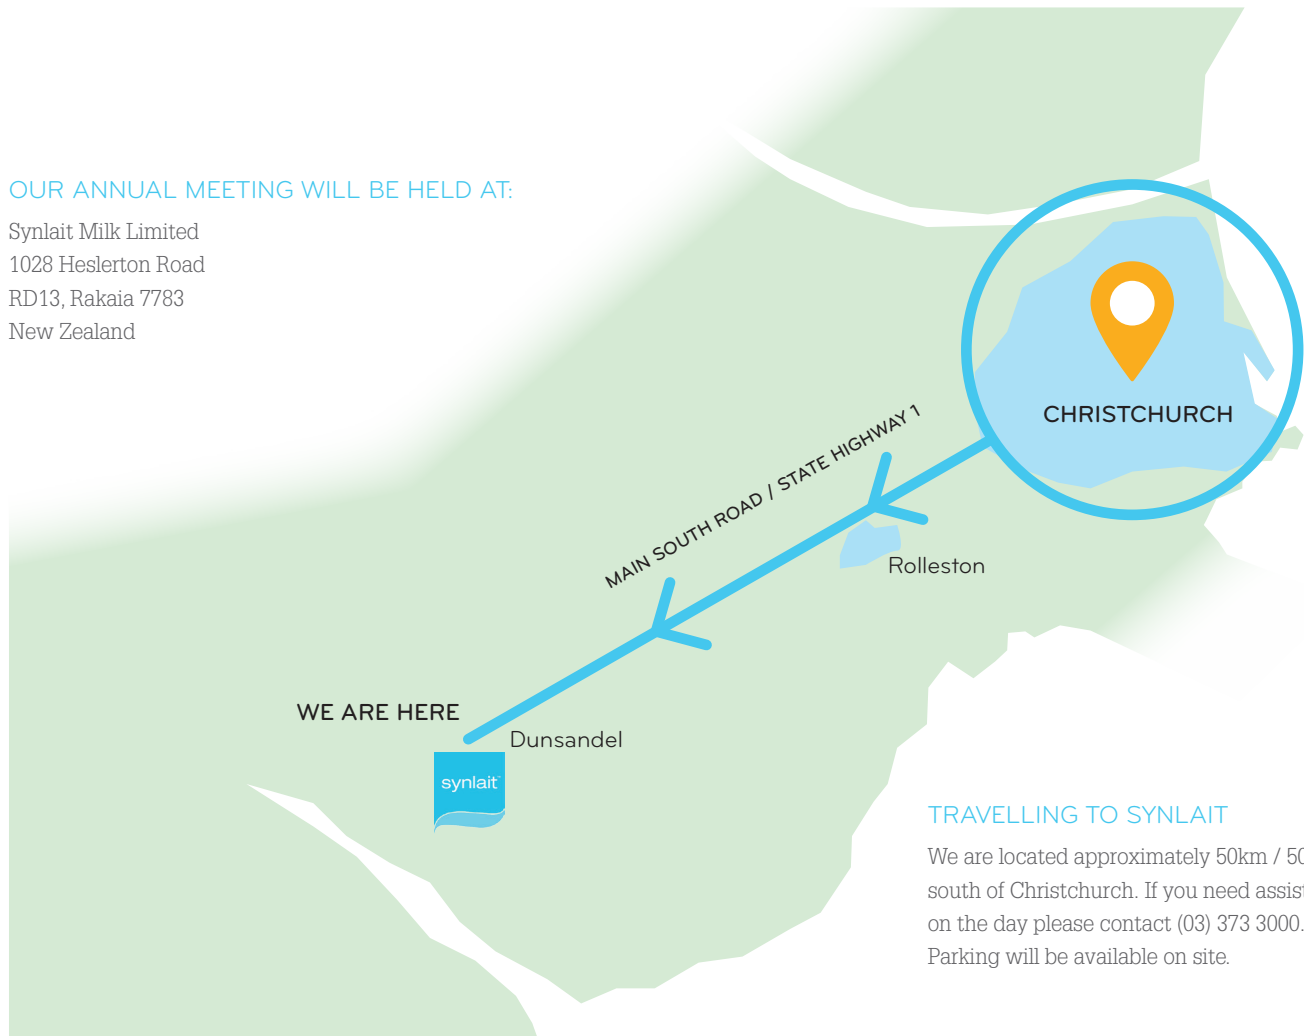 OUR ANNUAL MEETING WILL BE HELD AT:
Synlait Milk Limited
1028 Heslerton Road
RD13, Rakaia 7783
New Zealand
CHRISTCHURCH
MAIN SOUTH ROAD / STATE HIGHWAY 1
Rolleston
WE ARE HERE
Dunsandel
synlait
TRAVELLING TO SYNLAIT
We are located approximately 50km /
south of Christchurch. If you need
on the day please contact (03) 373 3000.
Parking will be available on site.